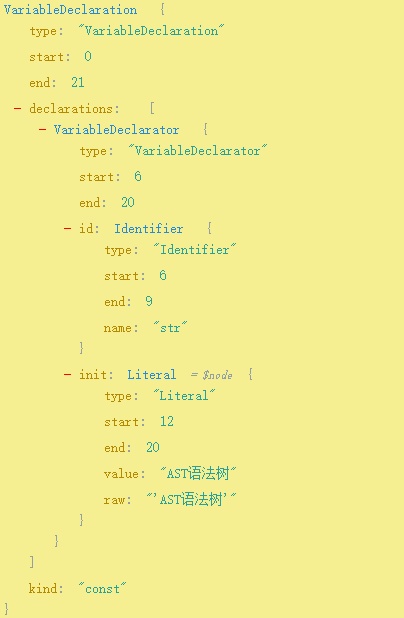 VariableDeclaration {
type: "VariableDeclaration"
start: 0
end: 21
- declarations: [
- VariableDeclarator {
type: "VariableDeclarator"
start: 6
end: 20
- id: Identifier {
type: "Identifier"
start: 6
end: 9
name: "str"
}
- init: Literal = $node {
type: "Literal"
start: 12
end: 20
value: "AST语法树"
raw: "'AST语法树'"
}
}
]
kind: "const"
}